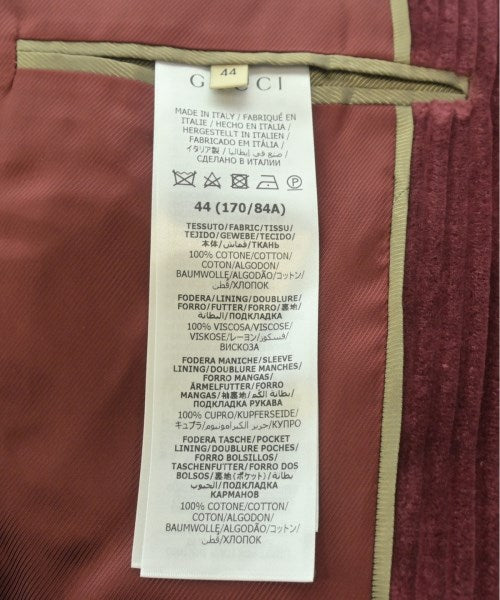 44
GUCCI
MADE IN ITALY / FABRIQUÉ EN
ITALIE / HECHO EN ITALIA /
HERGESTELLT IN ITALIEN /
FABRICADO EM ITÁLIA /
イタリア製 / صنع في إيطاليا /
СДЕЛАНО В ИТАЛИИ
44 (170/84A)
TESSUTO/FABRIC/TISSU/
TEJIDO/GEWEBE/TECIDO/
本体/قماش/ТКАНЬ
100% COTONE/COTTON/
COTON/ALGODON/
BAUMWOLLE/ALGODÃO/コットン/
قطن/ХЛОПОК
FODERA/LINING/DOUBLURE/
FORRO/FUTTER/FORRO/裏地/
البطانة/ПОДКЛАДКА
100% VISCOSA/VISCOSE/
VISKOSE/レーヨン/فسكوز/
ВИСКОЗА
FODERA MANICHE/SLEEVE
LINING/DOUBLURE MANCHES/
FORRO MANGAS/
ÄRMELFUTTER/FORRO
MANGAS/袖裏地/بطانة الكم/
ПОДКЛАДКА РУКАВА
100% CUPRO/KUPFERSEIDE/
キュプラ/حرير الكوبرامونيوم/КУПРО
FODERA TASCHE/POCKET
LINING/DOUBLURE POCHES/
FORRO BOLSILLOS/
TASCHENFUTTER/FORRO DOS
BOLSOS/裏地(ポケット)/بطانة
الجيوب/ПОДКЛАДКА
КАРМАНОВ
100% COTONE/COTTON/
COTON/ALGODON/
BAUMWOLLE/ALGODÃO/コットン/
قطن/ХЛОПОК